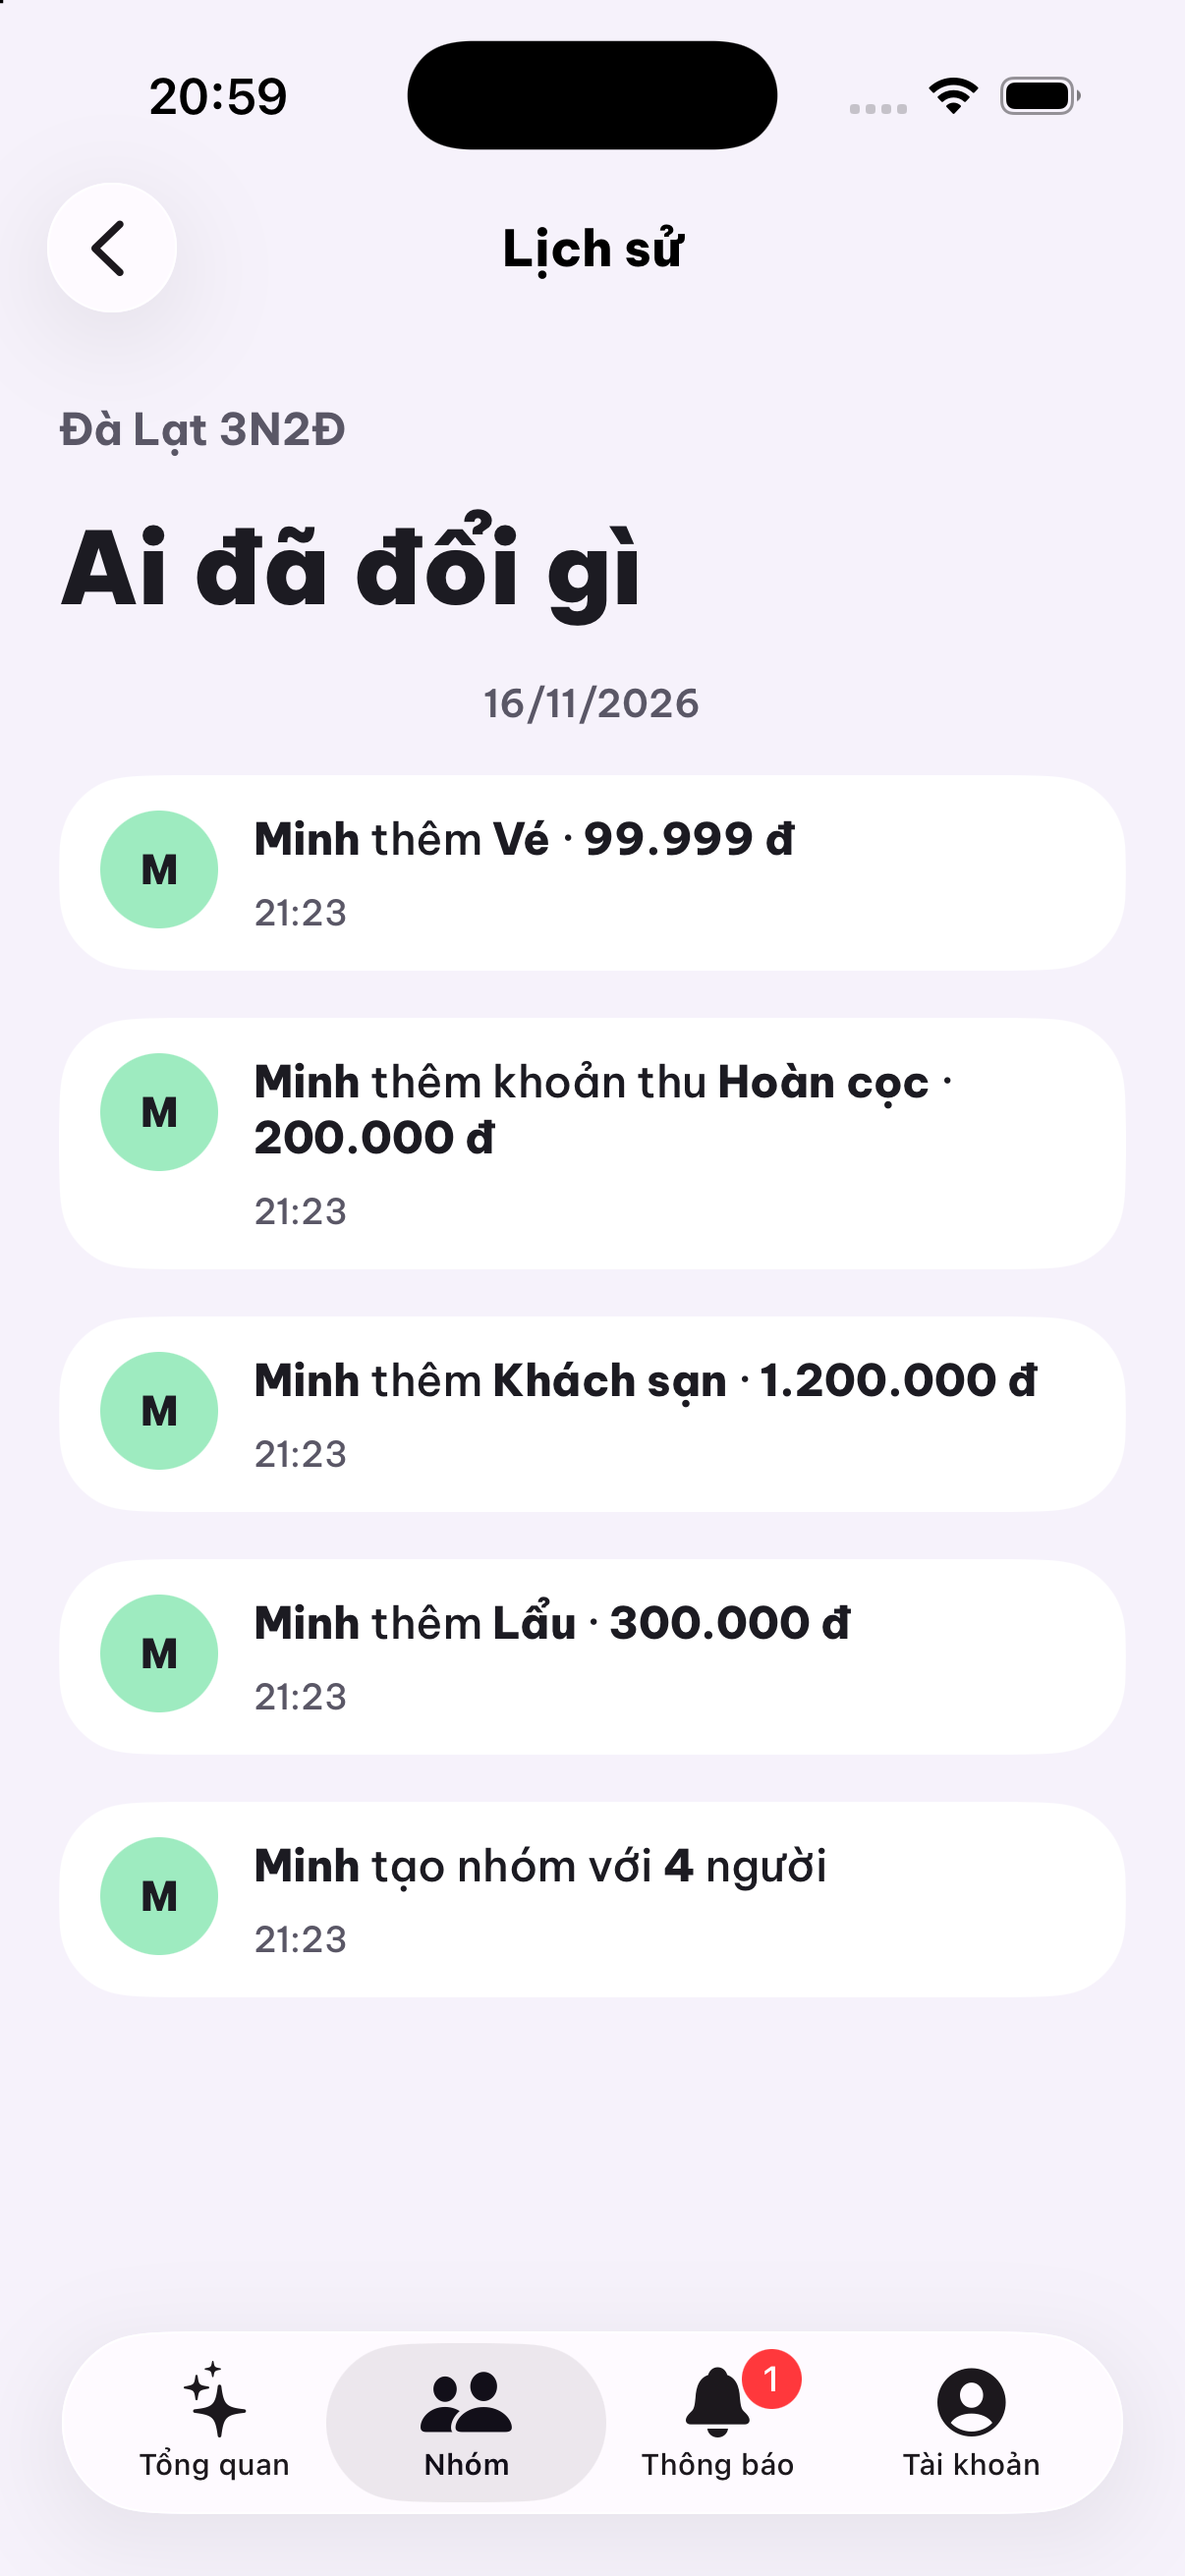 20:59
Lịch sử
Đà Lạt 3N2Đ
Ai đã đổi gì
16/11/2026
M
Minh thêm Vé · 99.999 đ
21:23
M
Minh thêm khoản thu Hoàn cọc ·
200.000 đ
21:23
M
Minh thêm Khách sạn · 1.200.000 đ
21:23
M
Minh thêm Lẩu · 300.000 đ
21:23
M
Minh tạo nhóm với 4 người
21:23
1
Tổng quan
Nhóm
Thông báo
Tài khoản